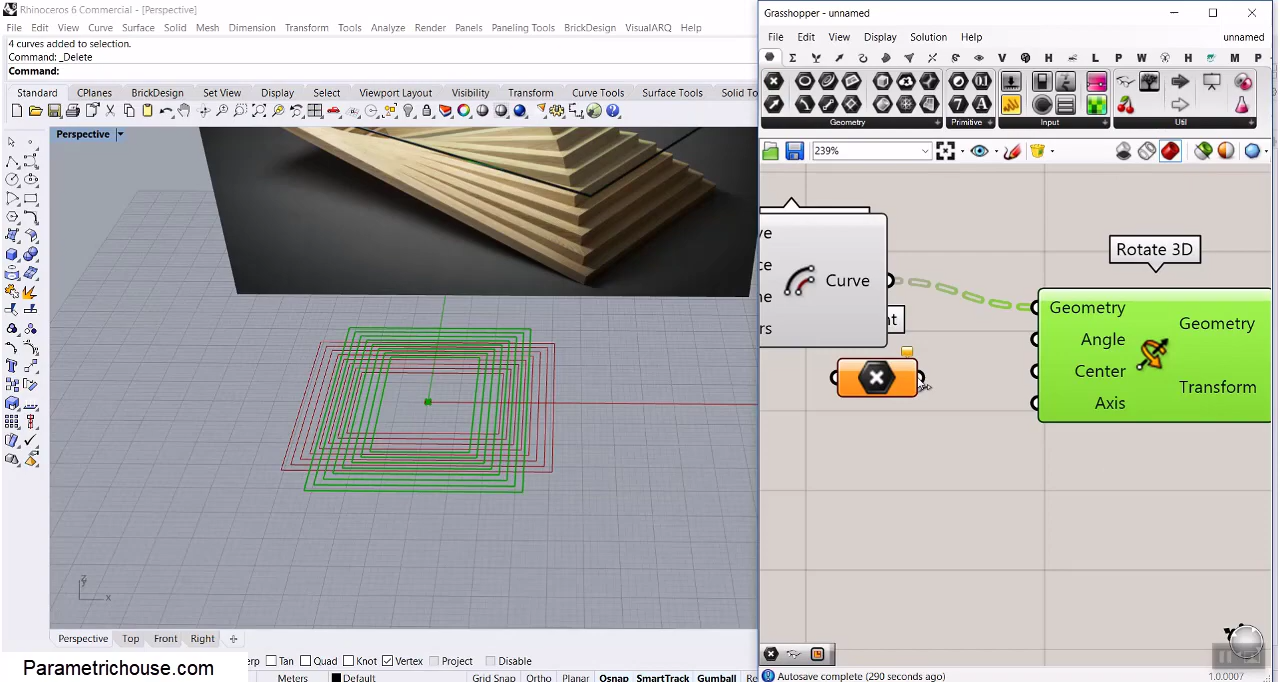 Rhinoceros 6 Commercial - [Perspective]
File Edit View Curve Surface Solid Mesh Dimension Transform Tools Analyze Render Panels Paneling Tools BrickDesign VisualARQ Help
4 curves added to selection.
Command: _Delete
Command:
Standard CPlanes BrickDesign Set View Display Select Viewport Layout Visibility Transform Curve Tools Surface Tools
Perspective
z
x
Perspective Top Front Right
Tan Quad Knot Vertex Project Disable
Meters Default Grid Snap Ortho Planar Osnap SmartTrack Gumball
Parametrichouse.com
Grasshopper - unnamed
File Edit View Display Solution Help unnamed
Σ V H L P W H M P
Geometry Primitive Input Util
239%
Rotate 3D
Curve
Geometry
Angle
Center
Axis
Geometry
Transform
Autosave complete (290 seconds ago)
1.0.0007